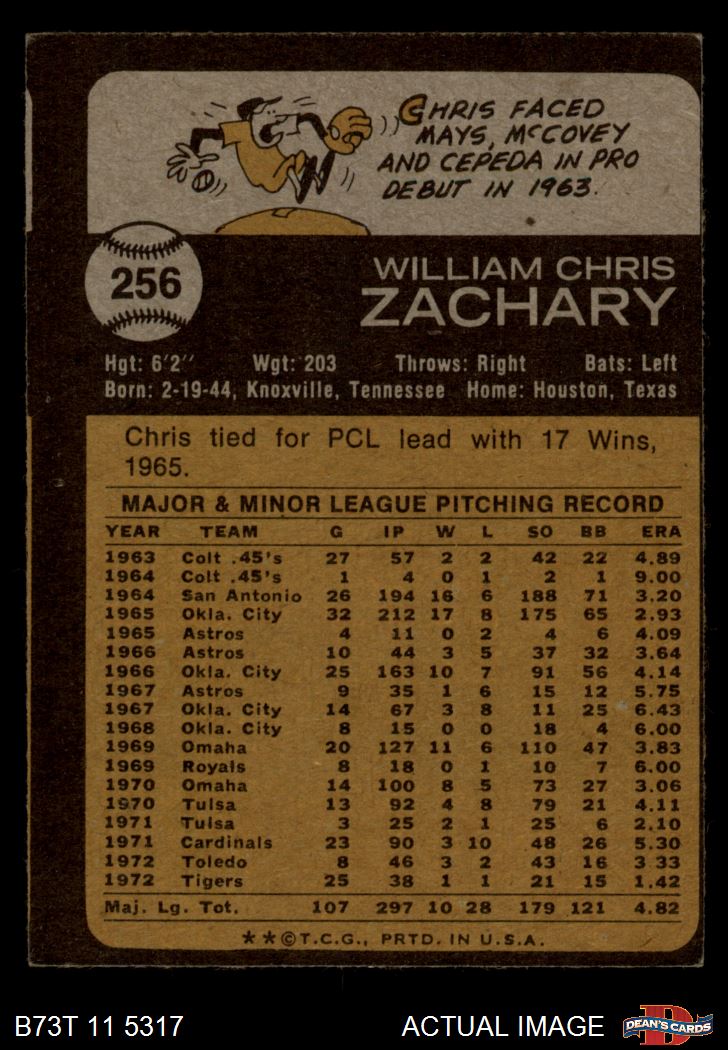 CHRIS FACED
MAYS, McCOVEY
AND CEPEDA IN PRO
DEBUT IN 1963.
256
WILLIAM CHRIS
ZACHARY
Hgt: 6'2" Wgt: 203 Throws: Right Bats: Left
Born: 2-19-44, Knoxville, Tennessee Home: Houston, Texas
Chris tied for PCL lead with 17 Wins,
1965.
MAJOR & MINOR LEAGUE PITCHING RECORD
YEAR TEAM G IP W L SO BB ERA
1963 Colt .45's 27 57 2 2 42 22 4.89
1964 Colt .45's 1 4 0 1 2 1 9.00
1964 San Antonio 26 194 16 6 188 71 3.20
1965 Okla. City 32 212 17 8 175 65 2.93
1965 Astros 4 11 0 2 4 6 4.09
1966 Astros 10 44 3 5 37 32 3.64
1966 Okla. City 25 163 10 7 91 56 4.14
1967 Astros 9 35 1 6 15 12 5.75
1967 Okla. City 14 67 3 8 11 25 6.43
1968 Okla. City 8 15 0 0 18 4 6.00
1969 Omaha 20 127 11 6 110 47 3.83
1969 Royals 8 18 0 1 10 7 6.00
1970 Omaha 14 100 8 5 73 27 3.06
1970 Tulsa 13 92 4 8 79 21 4.11
1971 Tulsa 3 25 2 1 25 6 2.10
1971 Cardinals 23 90 3 10 48 26 5.30
1972 Toledo 8 46 3 2 43 16 3.33
1972 Tigers 25 38 1 1 21 15 1.42
Maj. Lg. Tot. 107 297 10 28 179 121 4.82
★★©T.C.G., PRTD. IN U.S.A.
B73T 11 5317 ACTUAL IMAGE D DEAN'S CARDS